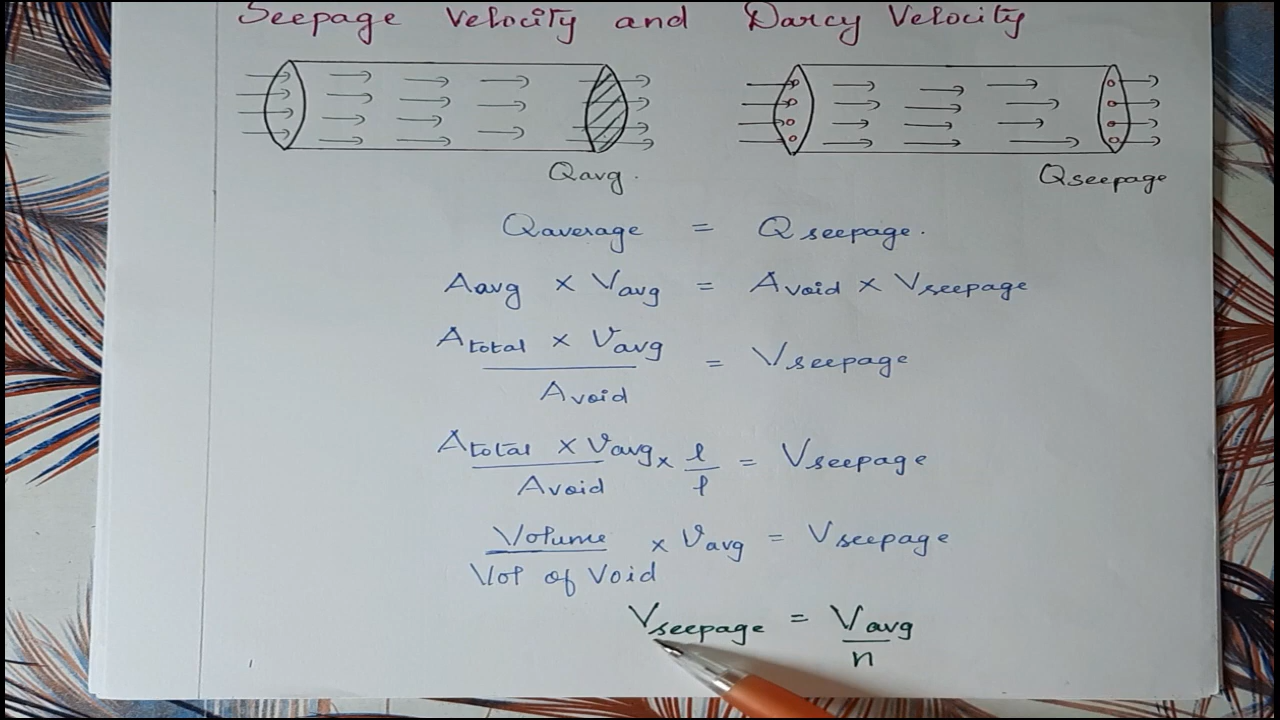 Seepage Velocity and Darcy Velocity
Qavg.
Qseepage
Qaverage = Qseepage.
Aavg × Vavg = Avoid × Vseepage
Atotal × Vavg / Avoid = Vseepage
Atotal × Vavg / Avoid × l / l = Vseepage
Volume / Vol of Void × Vavg = Vseepage
Vseepage = Vavg / n